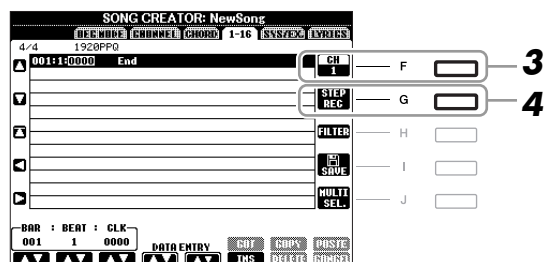 SONG CREATOR: NewSong
REC MODE CHANNEL CHORD 1-16 SYS/EX. LYRICS
4/4 1920PPQ
001:1:0000 End
CH 1
F
3
STEP REC
G
4
FILTER
H
SAVE
I
MULTI SEL.
J
BAR : BEAT : CLK
001 1 0000
DATA ENTRY
CUT COPY PASTE
INS DELETE